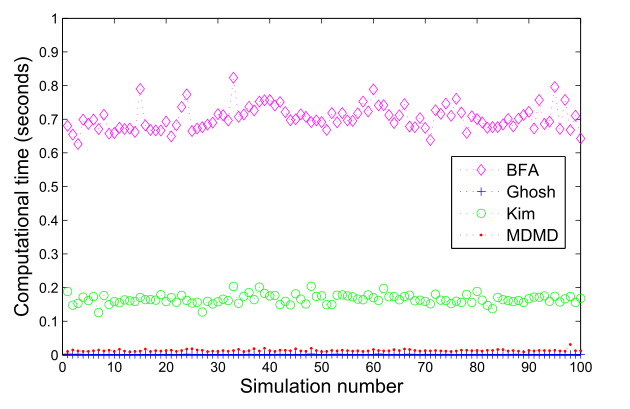 1
0.9
0.8
0.7
0.6
0.5
0.4
0.3
0.2
0.1
0
Computational time (seconds)
BFA
Ghosh
Kim
MDMD
0 10 20 30 40 50 60 70 80 90 100
Simulation number